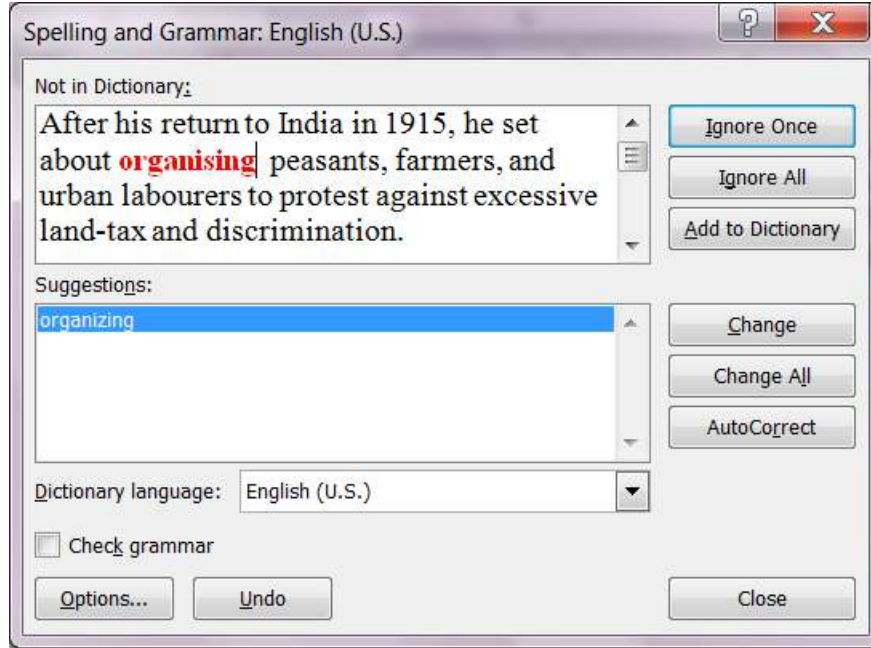 Spelling and Grammar: English (U.S.)
Not in Dictionary:
After his return to India in 1915, he set
about organising peasants, farmers, and
urban labourers to protest against excessive
land-tax and discrimination.
Ignore Once
Ignore All
Add to Dictionary
Suggestions:
organizing
Change
Change All
AutoCorrect
Dictionary language: English (U.S.)
Check grammar
Options... Undo Close